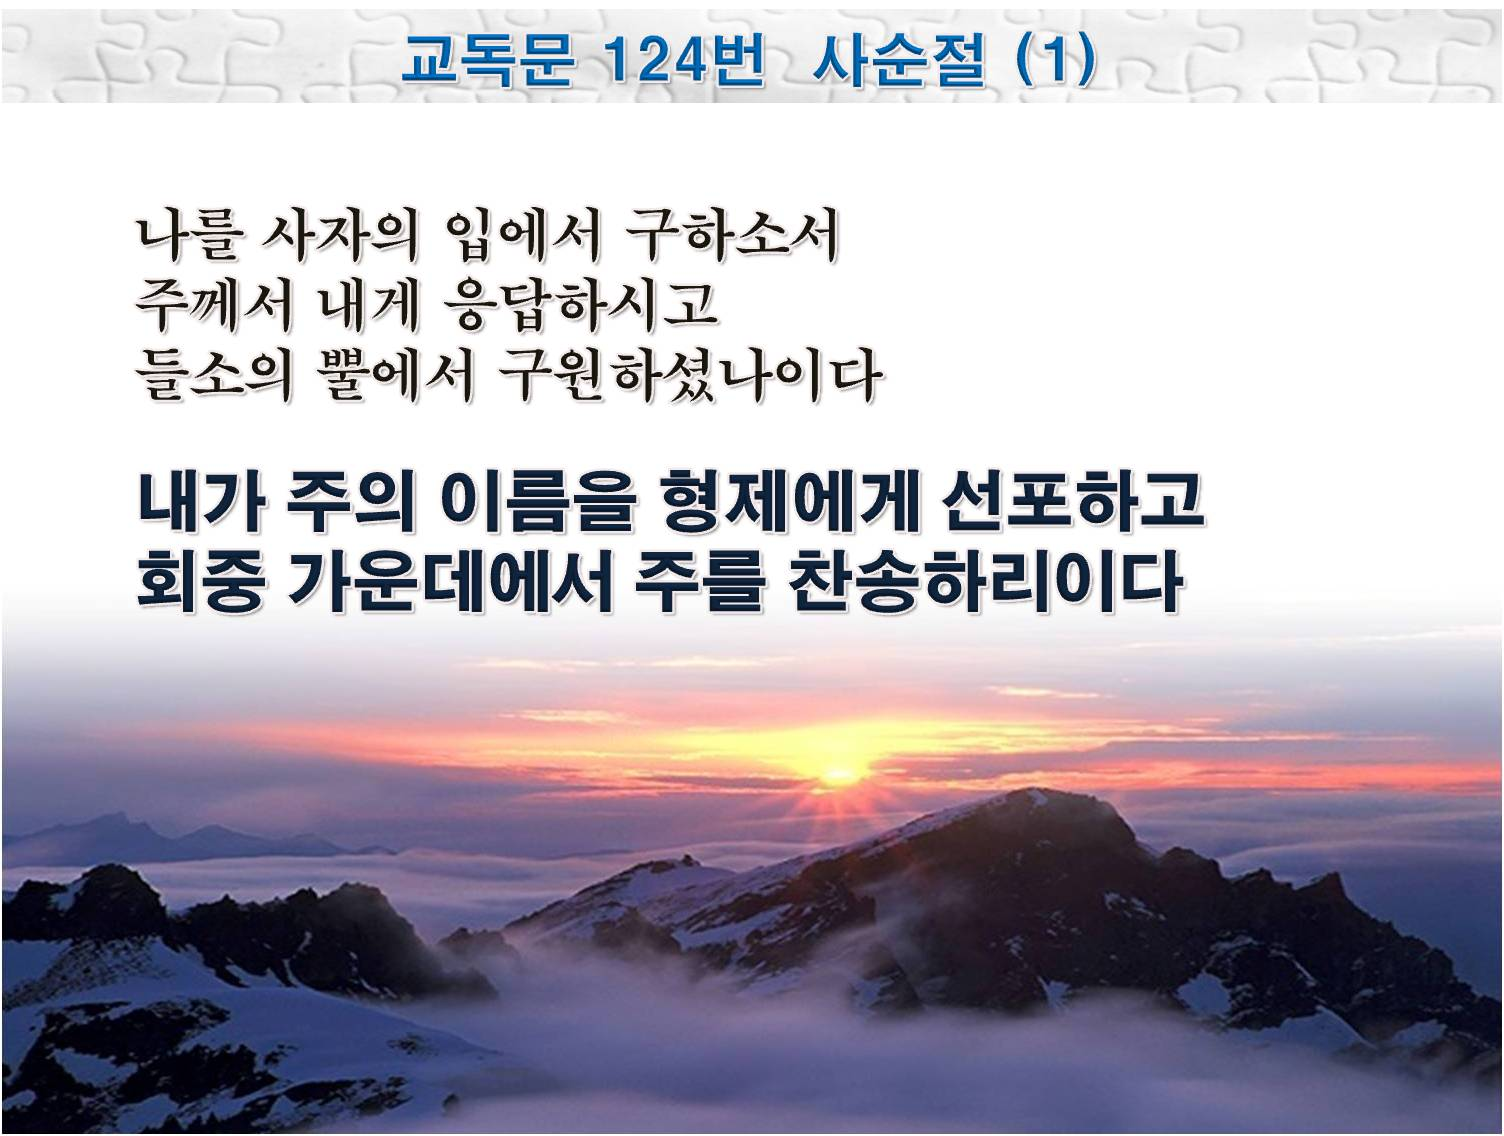 교독문 124번 사순절 (1)
나를 사자의 입에서 구하소서
주께서 내게 응답하시고
들소의 뿔에서 구원하셨나이다
내가 주의 이름을 형제에게 선포하고
회중 가운데에서 주를 찬송하리이다